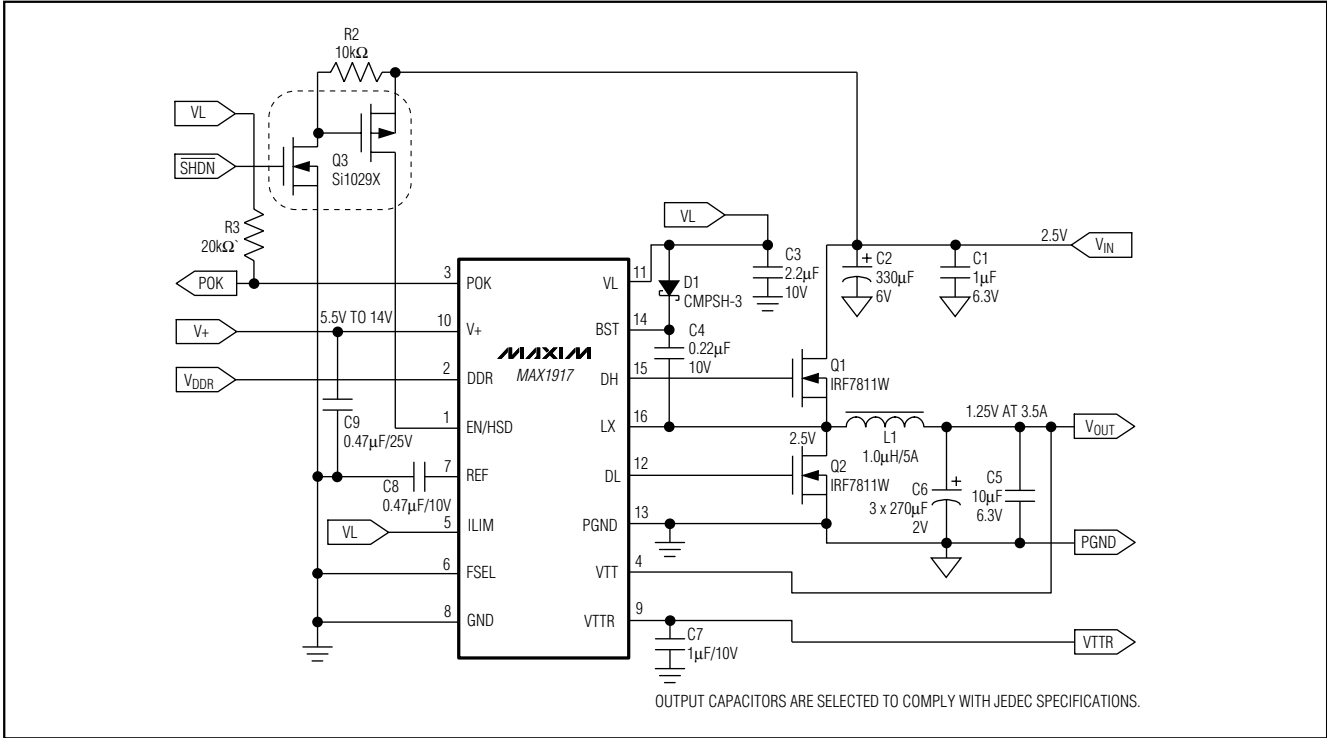 R2
10kΩ
VL
SHDN
Q3
Si1029X
R3
20kΩ`
POK
V+
5.5V TO 14V
VDDR
C9
0.47µF/25V
C8
0.47µF/10V
VL
3
10
2
1
7
5
6
8
POK
V+
DDR
EN/HSD
REF
ILIM
FSEL
GND
MAXIM
MAX1917
VL
BST
DH
LX
DL
PGND
VTT
VTTR
11
14
15
16
12
13
4
9
VL
D1
CMPSH-3
C3
2.2µF
10V
C4
0.22µF
10V
C2
330µF
6V
C1
1µF
6.3V
2.5V
VIN
Q1
IRF7811W
2.5V
L1
1.0µH/5A
1.25V AT 3.5A
VOUT
Q2
IRF7811W
C6
3 x 270µF
2V
C5
10µF
6.3V
PGND
C7
1µF/10V
VTTR
+
+
OUTPUT CAPACITORS ARE SELECTED TO COMPLY WITH JEDEC SPECIFICATIONS.